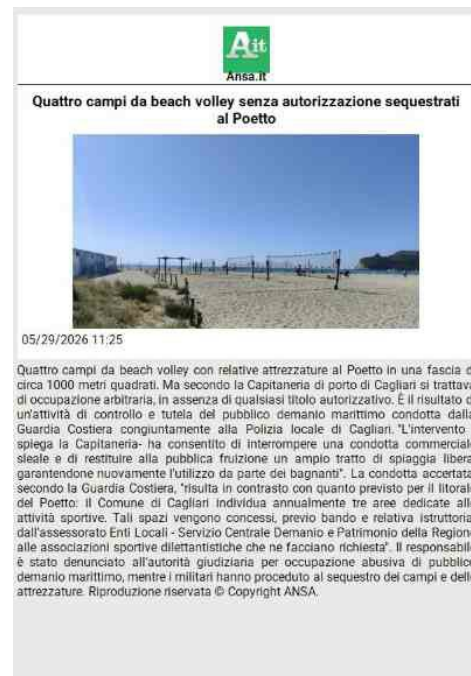 Ait
Ansa.it
Quattro campi da beach volley senza autorizzazione sequestrati
al Poetto
05/29/2026 11:25
Quattro campi da beach volley con relative attrezzature al Poetto in una fascia d
circa 1000 metri quadrati. Ma secondo la Capitaneria di porto di Cagliari si trattava
di occupazione arbitraria, in assenza di qualsiasi titolo autorizzativo. È il risultato d
un'attività di controllo e tutela del pubblico demanio marittimo condotta dalla
Guardia Costiera congiuntamente alla Polizia locale di Cagliari. "L'intervento -
spiega la Capitaneria- ha consentito di interrompere una condotta commerciale
sleale e di restituire alla pubblica fruizione un ampio tratto di spiaggia libera
garantendone nuovamente l'utilizzo da parte dei bagnanti". La condotta accertata
secondo la Guardia Costiera, "risulta in contrasto con quanto previsto per il litorale
del Poetto: il Comune di Cagliari individua annualmente tre aree dedicate alle
attività sportive. Tali spazi vengono concessi, previo bando e relativa istruttoria
dall'assessorato Enti Locali - Servizio Centrale Demanio e Patrimonio della Regione
alle associazioni sportive dilettantistiche che ne facciano richiesta". Il responsabile
è stato denunciato all'autorità giudiziaria per occupazione abusiva di pubblico
demanio marittimo, mentre i militari hanno proceduto al sequestro dei campi e delle
attrezzature. Riproduzione riservata © Copyright ANSA.